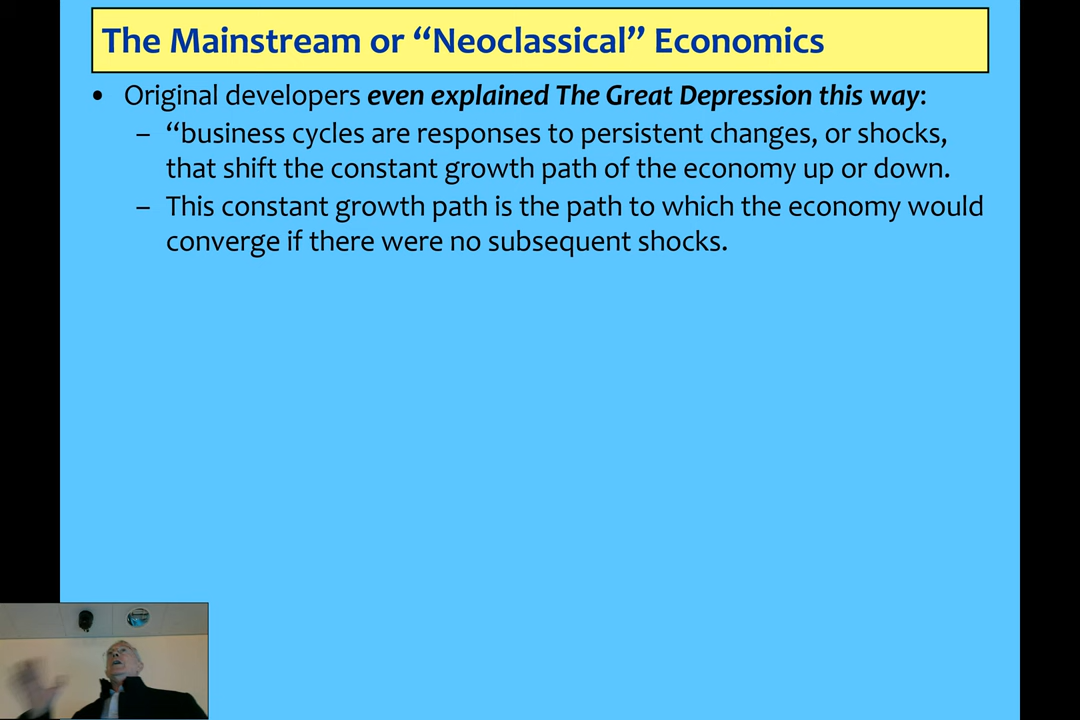 The Mainstream or “Neoclassical” Economics
• Original developers even explained The Great Depression this way:
– “business cycles are responses to persistent changes, or shocks,
that shift the constant growth path of the economy up or down.
– This constant growth path is the path to which the economy would
converge if there were no subsequent shocks.